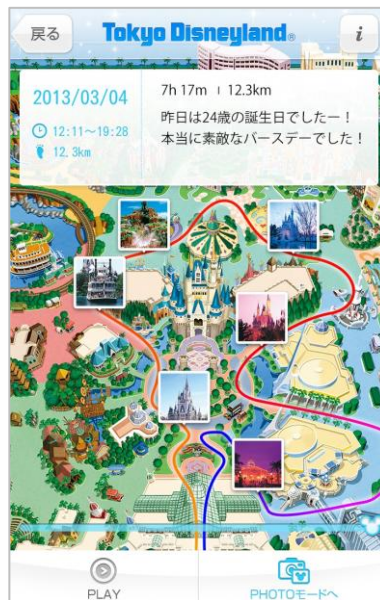 戻る
Tokyo Disneyland®
i
2013/03/04
12:11～19:28
12.3km
7h 17m | 12.3km
昨日は24歳の誕生日でしたー！
本当に素敵なバースデーでした！
PLAY
PHOTOモードへ